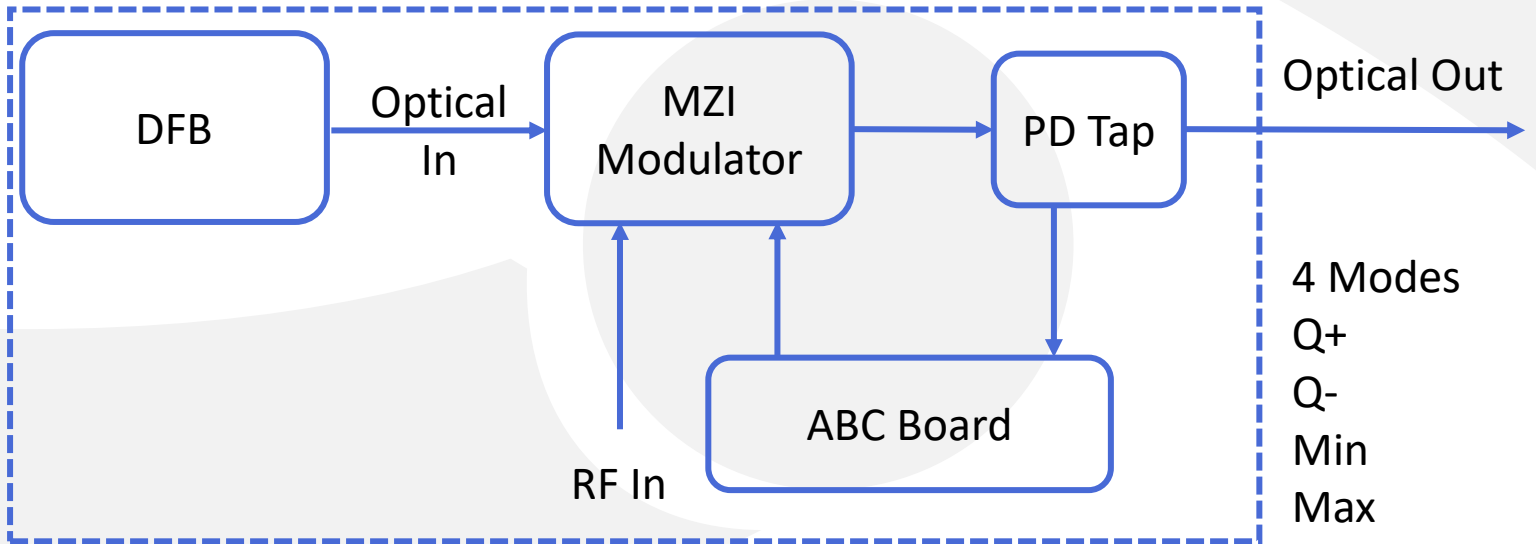 DFB
Optical
In
MZI
Modulator
PD Tap
Optical Out
ABC Board
RF In
4 Modes
Q+
Q-
Min
Max